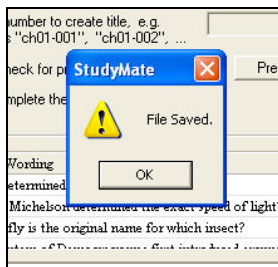 number to create title, e.g.
s "ch01-001", "ch01-002", ...
heck for
StudyMate
Pre
mplete the
File Saved.
OK
Wording
etermined
Michelson determined the exact speed of light
fly is the original name for which insect?